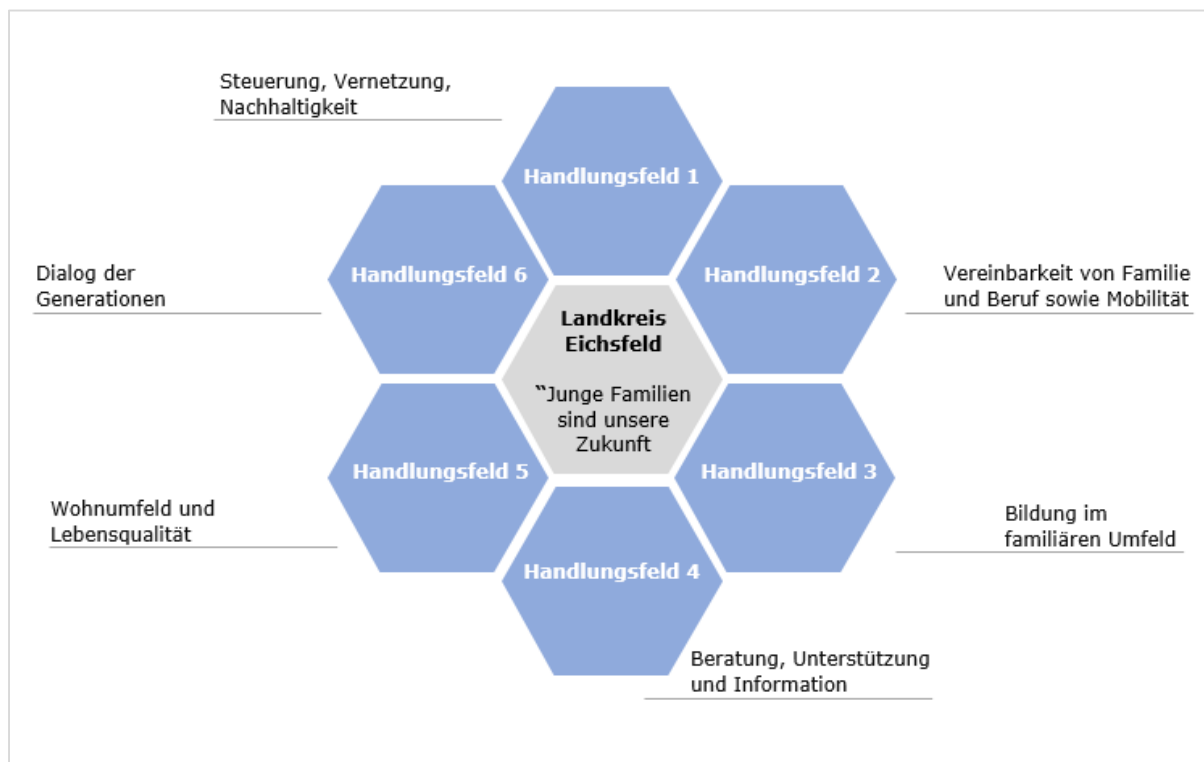 Steuerung, Vernetzung,
Nachhaltigkeit
Handlungsfeld 1
Handlungsfeld 2
Vereinbarkeit von Familie
und Beruf sowie Mobilität
Handlungsfeld 3
Bildung im
familiären Umfeld
Handlungsfeld 4
Beratung, Unterstützung
und Information
Handlungsfeld 5
Wohnumfeld und
Lebensqualität
Handlungsfeld 6
Dialog der
Generationen
Landkreis
Eichsfeld
“Junge Familien
sind unsere
Zukunft